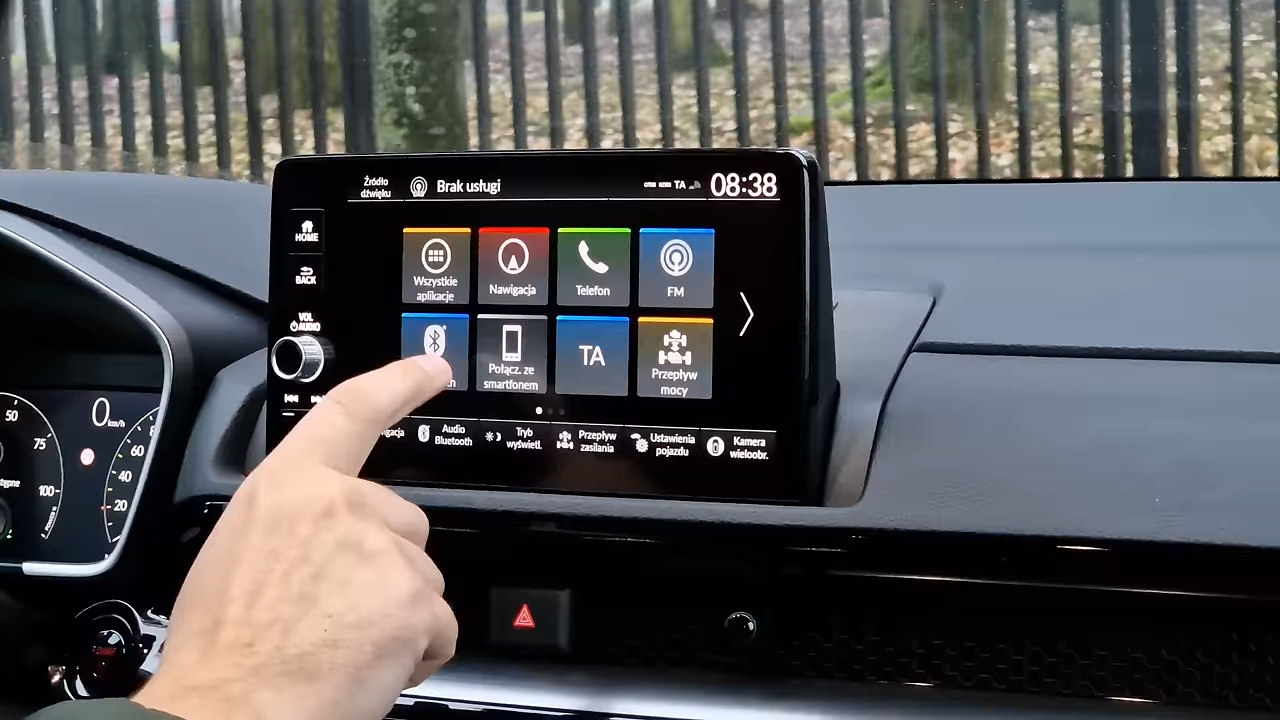 Źródło
dźwięku
Brak usługi
TA
08:38
HOME
BACK
VOL
AUDIO
Wszystkie
aplikacje
Nawigacja
Telefon
FM
Połącz. ze
smartfonem
TA
Przepływ
mocy
Audio
Bluetooth
Tryb
wyświetl.
Przepływ
zasilania
Ustawienia
pojazdu
Kamera
wieloobr.
50
75
100
0 km/h
60
40
20